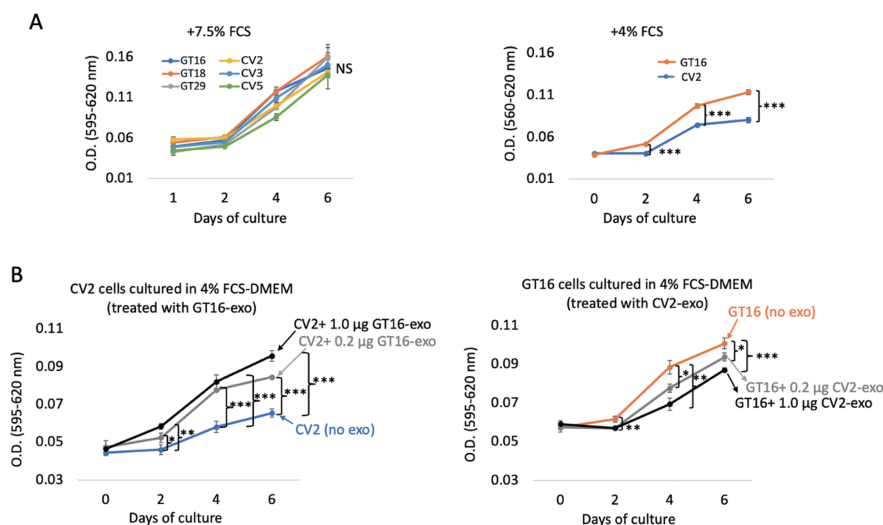 A
+7.5% FCS
O.D. (595-620 nm)
0.16
0.11
0.06
0.01
GT16
GT18
GT29
CV2
CV3
CV5
NS
1 2 4 6
Days of culture
+4% FCS
O.D. (560-620 nm)
0.16
0.11
0.06
0.01
GT16
CV2
***
***
***
0 2 4 6
Days of culture
B
CV2 cells cultured in 4% FCS-DMEM
(treated with GT16-exo)
O.D. (595-620 nm)
0.11
0.09
0.07
0.05
0.03
CV2+ 1.0 µg GT16-exo
CV2+ 0.2 µg GT16-exo
CV2 (no exo)
*
**
***
***
***
***
0 2 4 6
Days of culture
GT16 cells cultured in 4% FCS-DMEM
(treated with CV2-exo)
O.D. (595-620 nm)
0.11
0.09
0.07
0.05
0.03
GT16 (no exo)
GT16+ 0.2 µg CV2-exo
GT16+ 1.0 µg CV2-exo
**
*
**
*
***
0 2 4 6
Days of culture